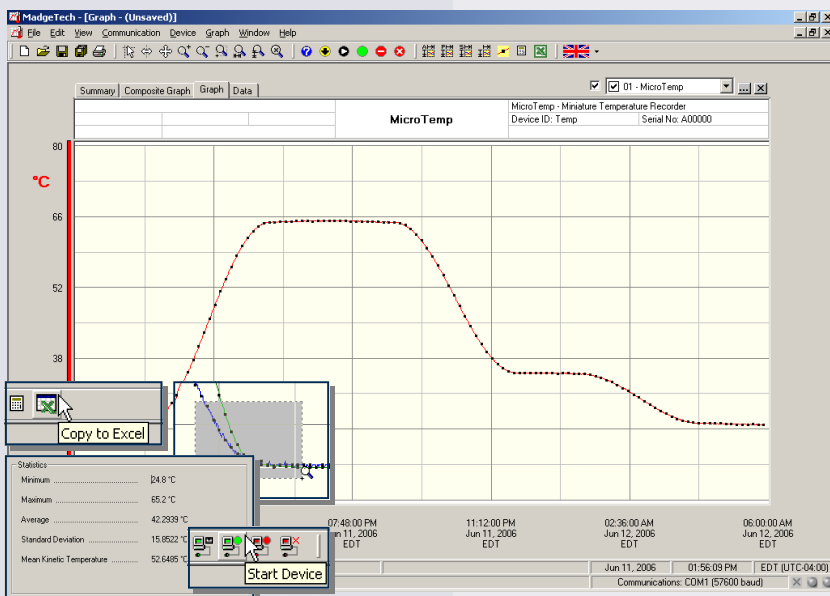 MadgeTech - [Graph - (Unsaved)]
File Edit View Communication Device Graph Window Help
Summary Composite Graph Graph Data
01 - MicroTemp
MicroTemp
MicroTemp - Miniature Temperature Recorder
Device ID: Temp Serial No: A00000
°C
80
66
52
38
Copy to Excel
Statistics
Minimum 24.8 °C
Maximum 65.2 °C
Average 42.2939 °C
Standard Deviation 15.8522 °C
Mean Kinetic Temperature 52.6485 °C
Start Device
07:48:00 PM 11:12:00 PM 02:36:00 AM 06:00:00 AM
11, 2006 Jun 11, 2006 Jun 12, 2006 Jun 12, 2006
EDT EDT EDT EDT
Jun 11, 2006 01:56:09 PM EDT (UTC-04:00)
Communications: COM1 (57600 baud)